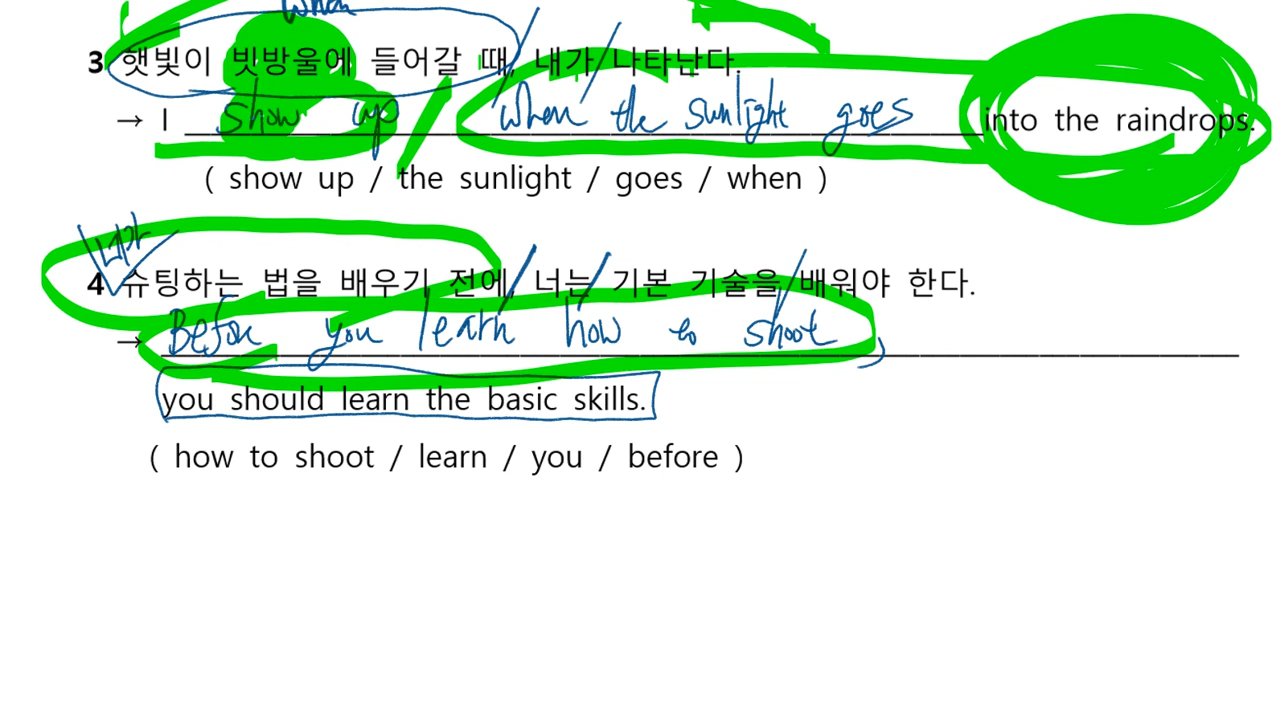 When
3 햇빛이 빗방울에 들어갈 때, 내가 나타난다.
→ I show up when the sunlight goes into the raindrops.
( show up / the sunlight / goes / when )
4 슈팅하는 법을 배우기 전에, 너는 기본 기술을 배워야 한다.
→ Before you learn how to shoot,
you should learn the basic skills.
( how to shoot / learn / you / before )